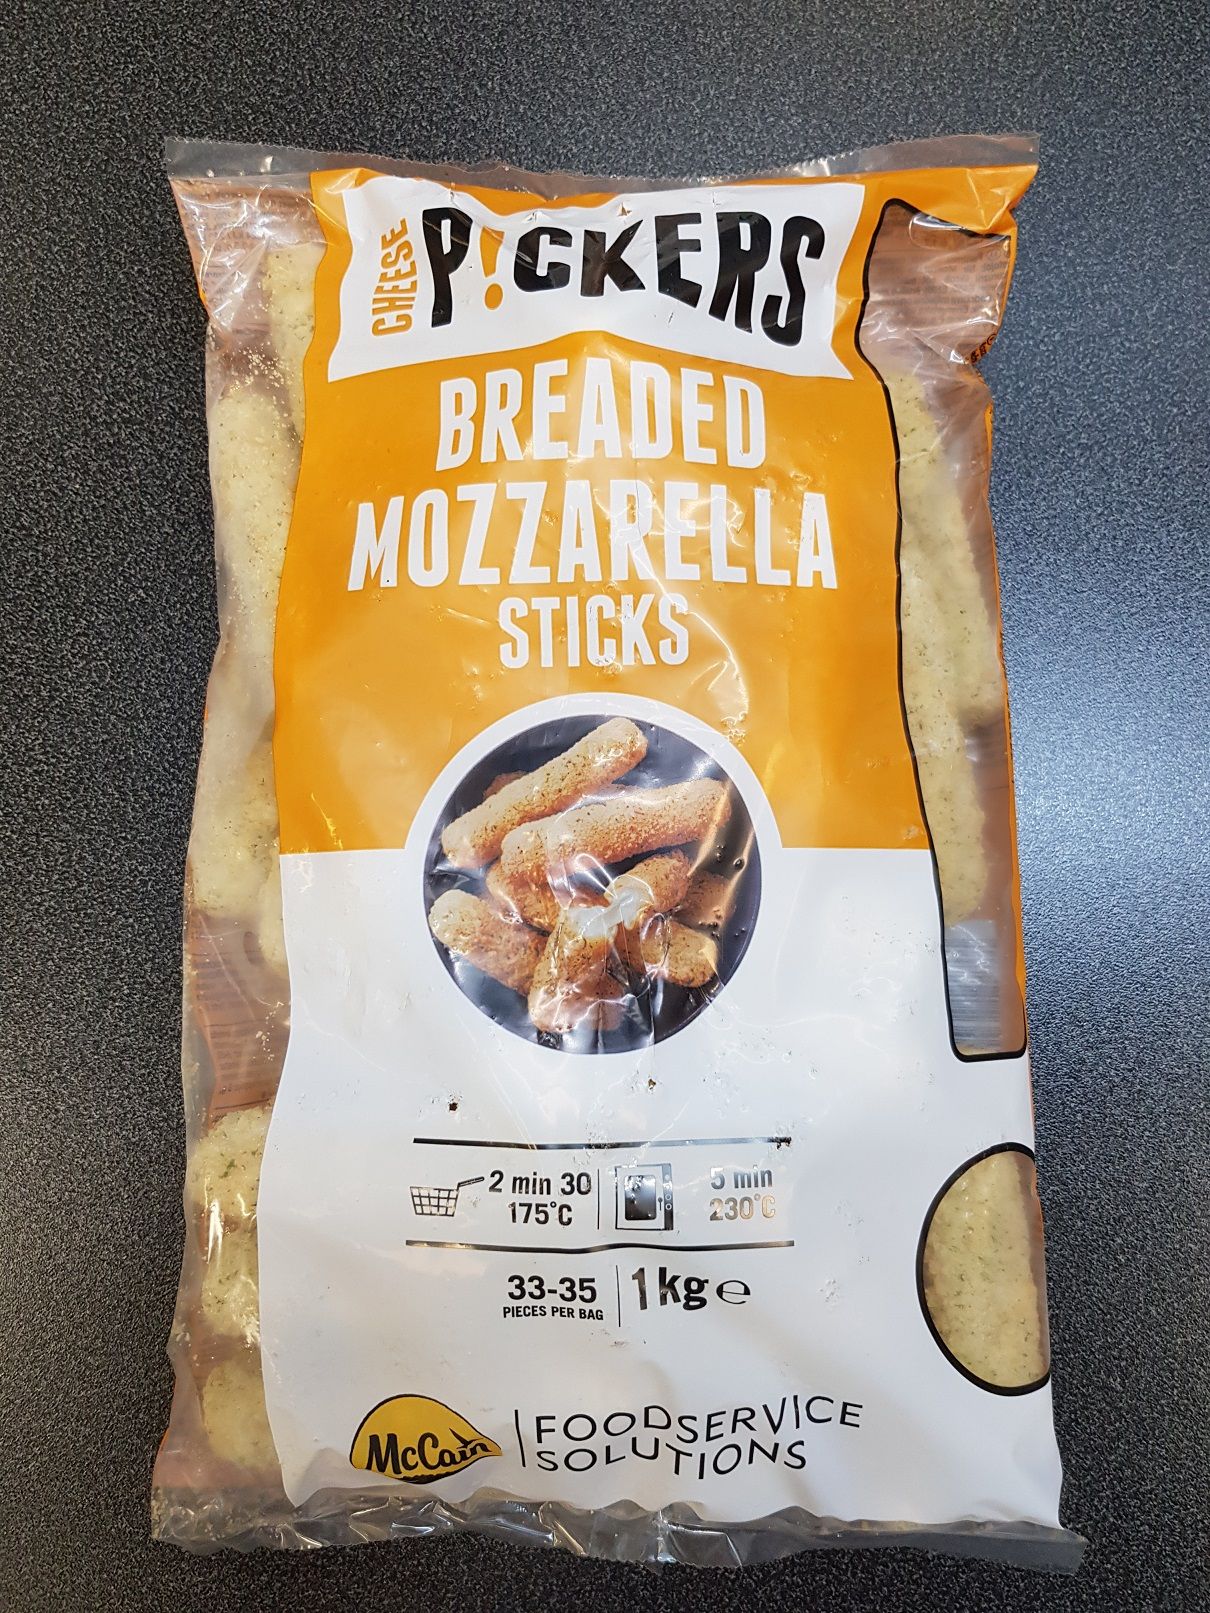 CHEESE
P!CKERS
BREADED
MOZZARELLA
STICKS
2 min 30
175°C
5 min
230°C
33-35
PIECES PER BAG
1kg e
McCain
FOODSERVICE
SOLUTIONS